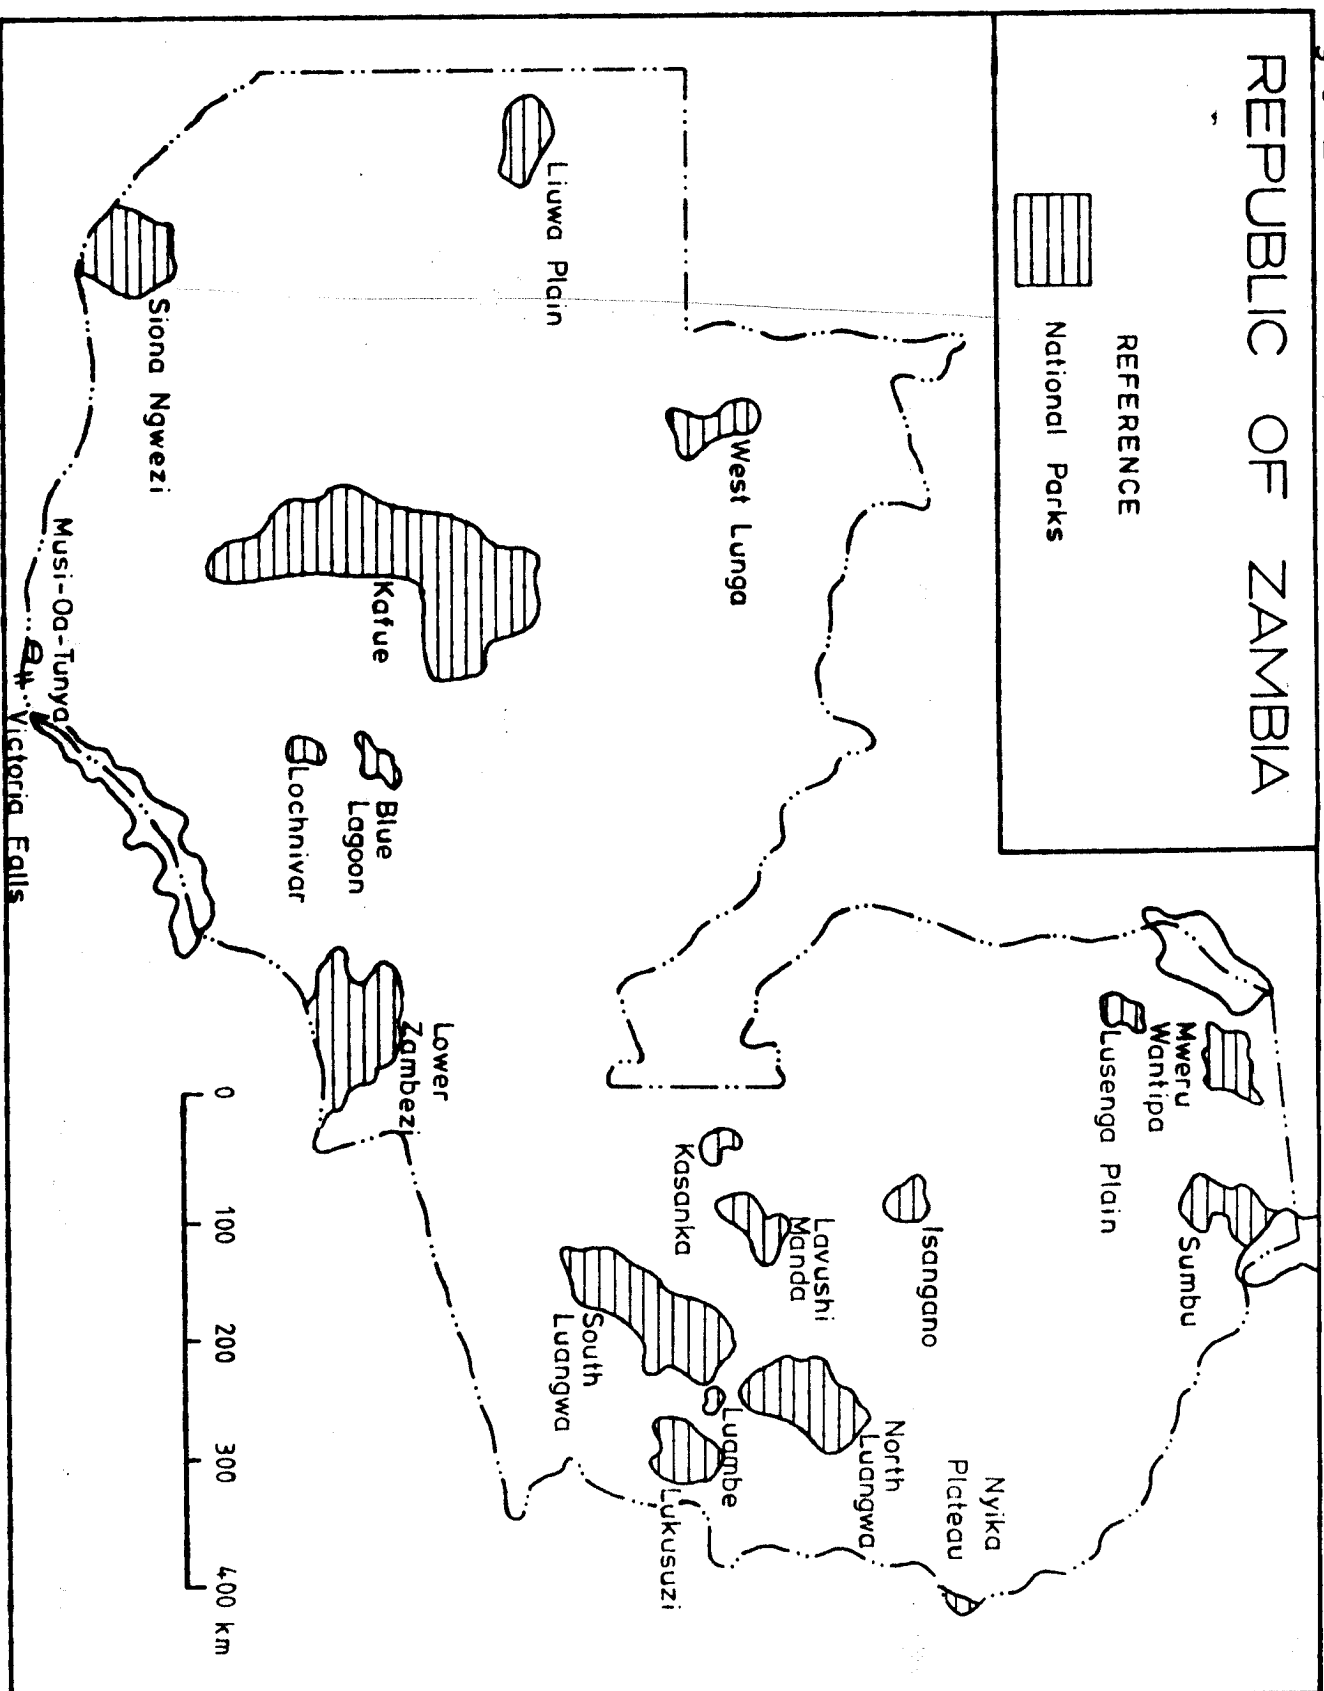 REPUBLIC OF ZAMBIA
REFERENCE
National Parks
Mweru
Wantipa
Sumbu
Lusenga Plain
Isangano
Nyika
Plateau
North
Luangwa
Lavushi
Manda
Kasanka
Luambe
Lukusuzi
South
Luangwa
West Lunga
Liuwa Plain
Kafue
Blue
Lagoon
Lochnivar
Lower
Zambezi
Siona Ngwezi
Musi-Oa-Tunya
Victoria Falls
0 100 200 300 400 km